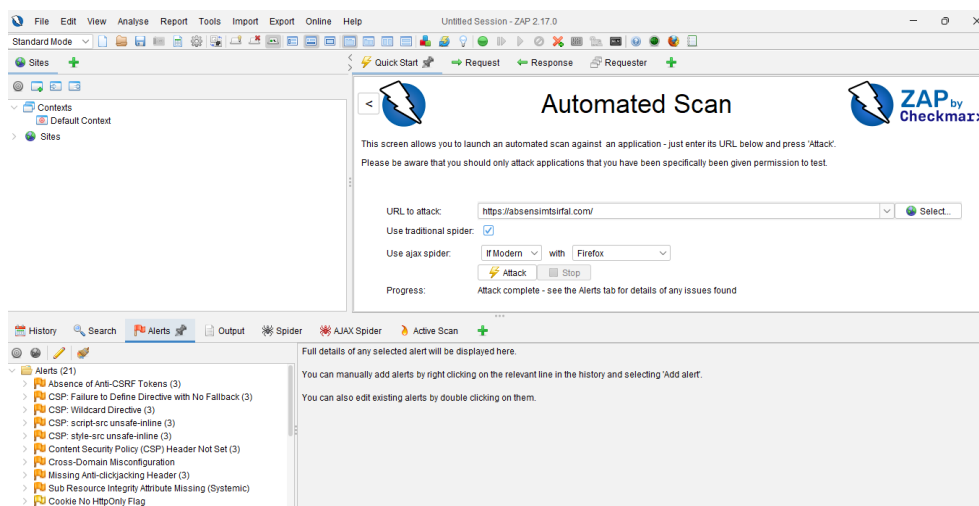 File Edit View Analyse Report Tools Import Export Online Help Untitled Session - ZAP 2.17.0
Standard Mode
Sites
Quick Start Request Response Requester
Contexts
Default Context
Sites
<
Automated Scan
ZAP by
Checkmarx
This screen allows you to launch an automated scan against an application - just enter its URL below and press 'Attack'.
Please be aware that you should only attack applications that you have been specifically been given permission to test.
URL to attack: https://absensimtsirfal.com/ Select...
Use traditional spider:
Use ajax spider: If Modern with Firefox
Attack Stop
Progress: Attack complete - see the Alerts tab for details of any issues found
History Search Alerts Output Spider AJAX Spider Active Scan
Alerts (21)
Absence of Anti-CSRF Tokens (3)
CSP: Failure to Define Directive with No Fallback (3)
CSP: Wildcard Directive (3)
CSP: script-src unsafe-inline (3)
CSP: style-src unsafe-inline (3)
Content Security Policy (CSP) Header Not Set (3)
Cross-Domain Misconfiguration
Missing Anti-clickjacking Header (3)
Sub Resource Integrity Attribute Missing (Systemic)
Cookie No HttpOnly Flag
Full details of any selected alert will be displayed here.
You can manually add alerts by right clicking on the relevant line in the history and selecting 'Add alert'.
You can also edit existing alerts by double clicking on them.